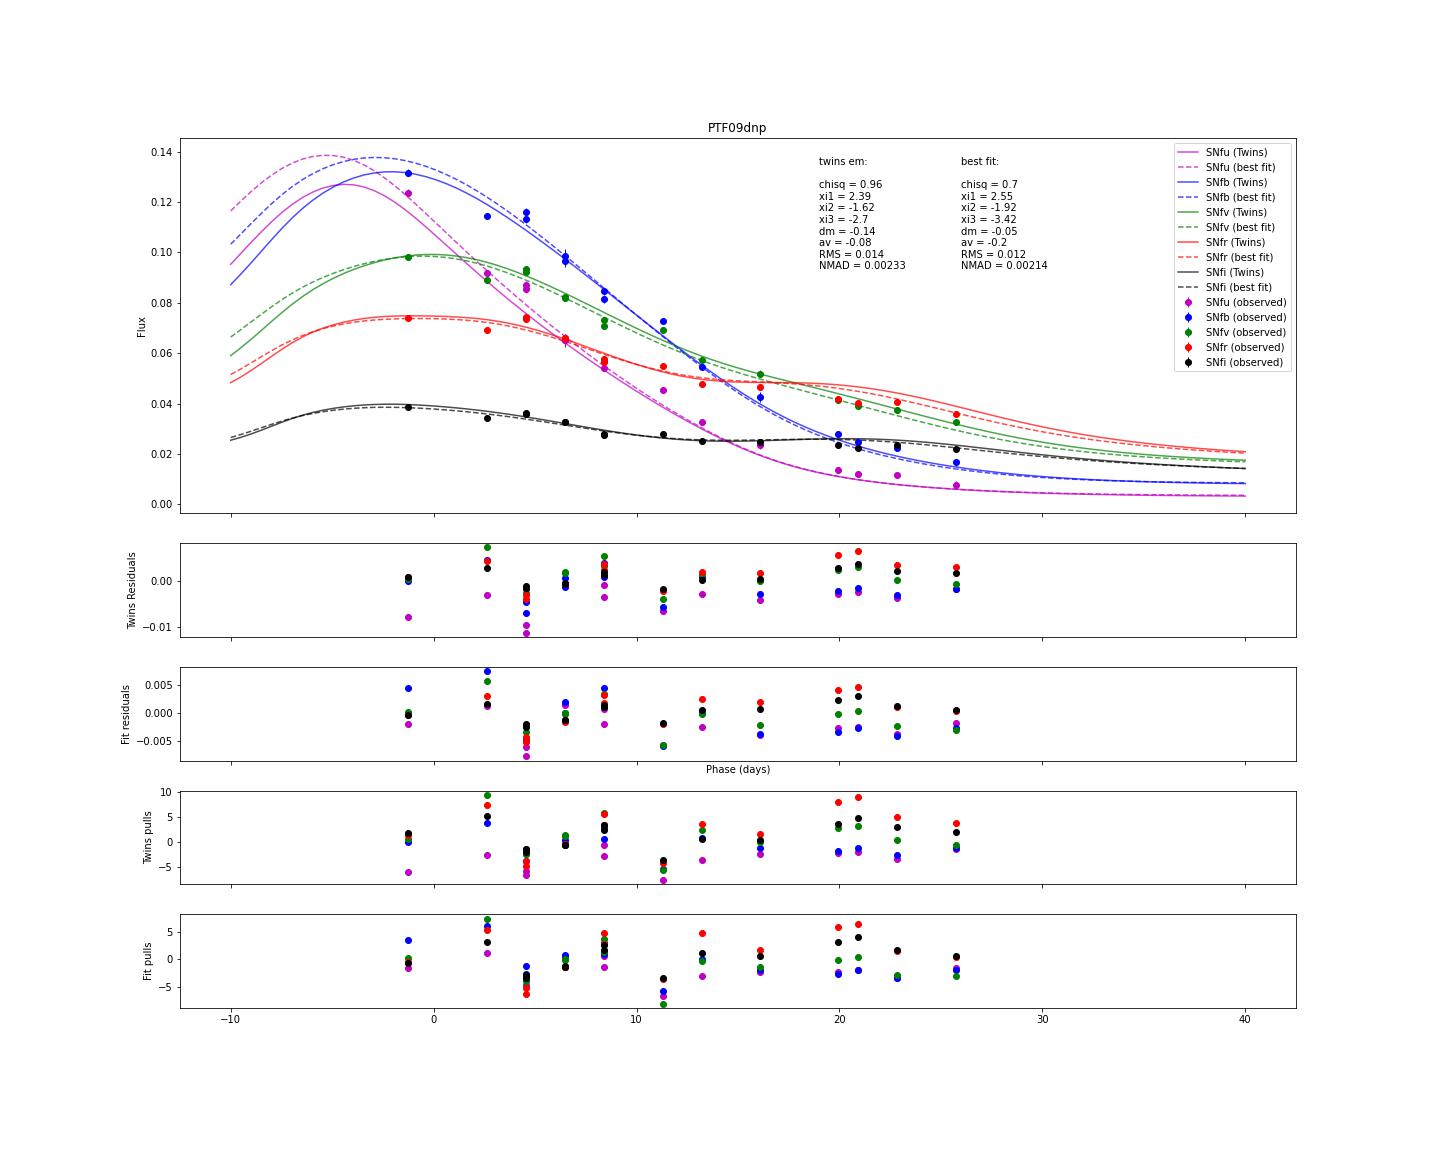 PTF09dnp
0.14
0.12
0.10
0.08
0.06
0.04
0.02
0.00
Flux
twins em:
chisq = 0.96
xi1 = 2.39
xi2 = -1.62
xi3 = -2.7
dm = -0.14
av = -0.08
RMS = 0.014
NMAD = 0.00233
best fit:
chisq = 0.7
xi1 = 2.55
xi2 = -1.92
xi3 = -3.42
dm = -0.05
av = -0.2
RMS = 0.012
NMAD = 0.00214
SNfu (Twins)
SNfu (best fit)
SNfb (Twins)
SNfb (best fit)
SNfv (Twins)
SNfv (best fit)
SNfr (Twins)
SNfr (best fit)
SNfi (Twins)
SNfi (best fit)
SNfu (observed)
SNfb (observed)
SNfv (observed)
SNfr (observed)
SNfi (observed)
0.00
−0.01
Twins Residuals
0.005
0.000
−0.005
Fit residuals
Phase (days)
10
5
0
−5
Twins pulls
5
0
−5
Fit pulls
−10
0
10
20
30
40